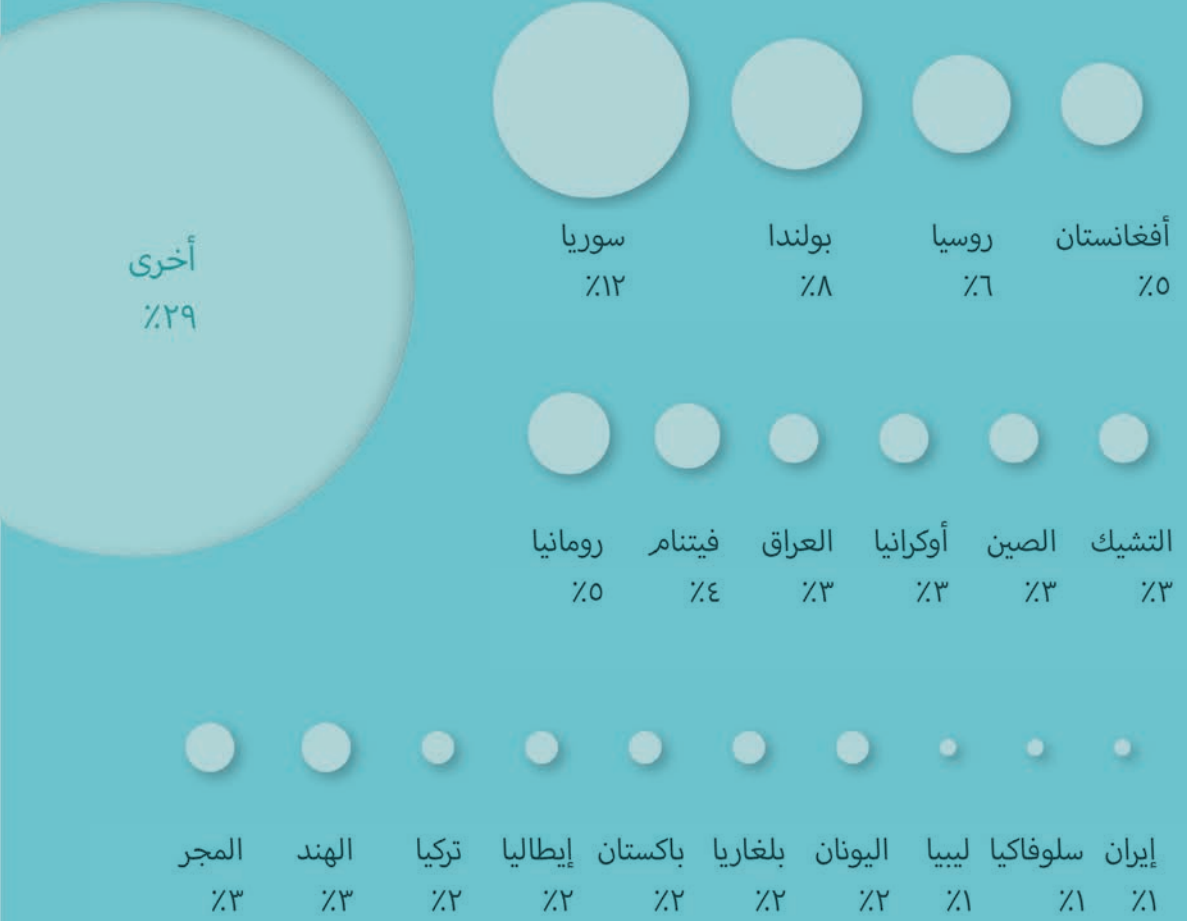 أفغانستان روسيا بولندا سوريا
٪٥ ٪٦ ٪٨ ٪١٢
أخرى
٪٢٩
التشيك الصين أوكرانيا العراق فيتنام رومانيا
٪٣ ٪٣ ٪٣ ٪٣ ٪٤ ٪٥
إيران سلوفاكيا ليبيا اليونان بلغاريا باكستان إيطاليا تركيا الهند المجر
٪١ ٪١ ٪١ ٪٢ ٪٢ ٪٢ ٪٢ ٪٢ ٪٣ ٪٣